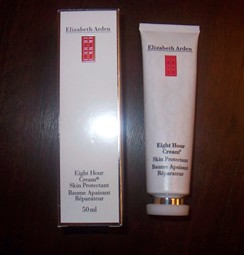 Elizabeth Arden
Eight Hour
Cream®
Skin Protectant
Baume Apaisant
Réparateur
50 ml
Elizabeth Arden
Eight Hour
Cream®
Skin Protectant
Baume Apaisant
Réparateur